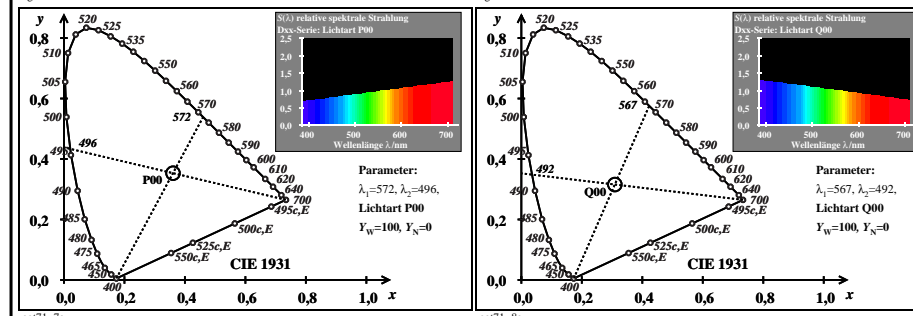 y
0,8
0,6
0,4
0,2
0,0
0,0 0,2 0,4 0,6 0,8 1,0 x
520
525
535
510
550
505
560
500
570
572
580
495
496
590
600
610
620
490
640
700
485
495c,E
480
500c,E
475
525c,E
450
550c,E
400
P00
CIE 1931
S(λ) relative spektrale Strahlung
Dxx-Serie: Lichtart P00
2,5
2,0
1,5
1,0
0,5
0,0
400 500 600 700
Wellenlänge λ/nm
Parameter:
λ1=572, λ2=496,
Lichtart P00
YW=100, YN=0
y
0,8
0,6
0,4
0,2
0,0
0,0 0,2 0,4 0,6 0,8 1,0 x
520
525
535
510
550
505
560
500
567
570
580
495
492
590
600
610
620
490
640
700
485
495c,E
480
500c,E
475
525c,E
450
550c,E
400
Q00
CIE 1931
S(λ) relative spektrale Strahlung
Dxx-Serie: Lichtart Q00
2,5
2,0
1,5
1,0
0,5
0,0
400 500 600 700
Wellenlänge λ/nm
Parameter:
λ1=567, λ2=492,
Lichtart Q00
YW=100, YN=0